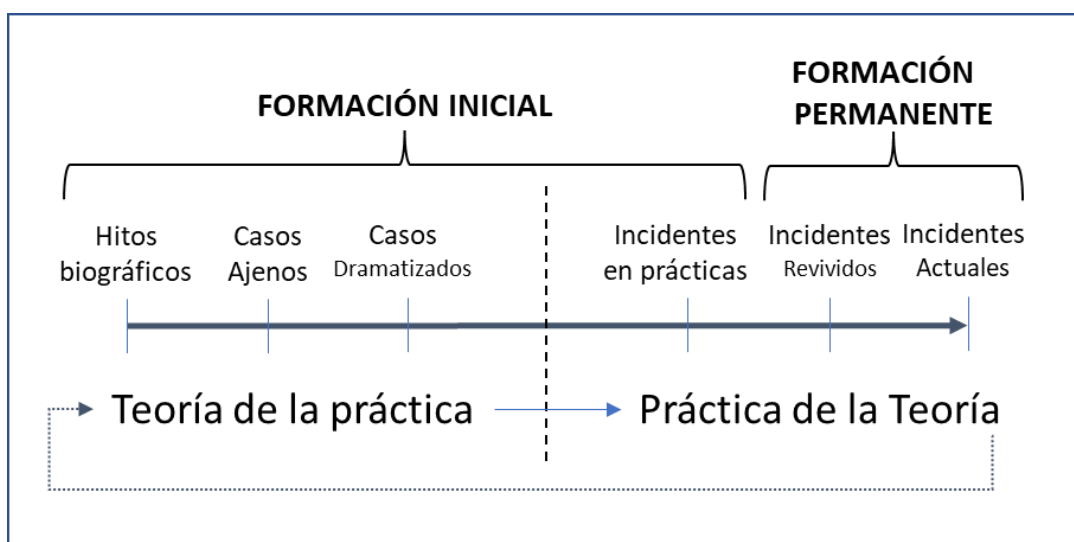 FORMACIÓN INICIAL
FORMACIÓN
PERMANENTE
Hitos
biográficos
Casos
Ajenos
Casos
Dramatizados
Incidentes
en prácticas
Incidentes
Revividos
Incidentes
Actuales
Teoría de la práctica
Práctica de la Teoría